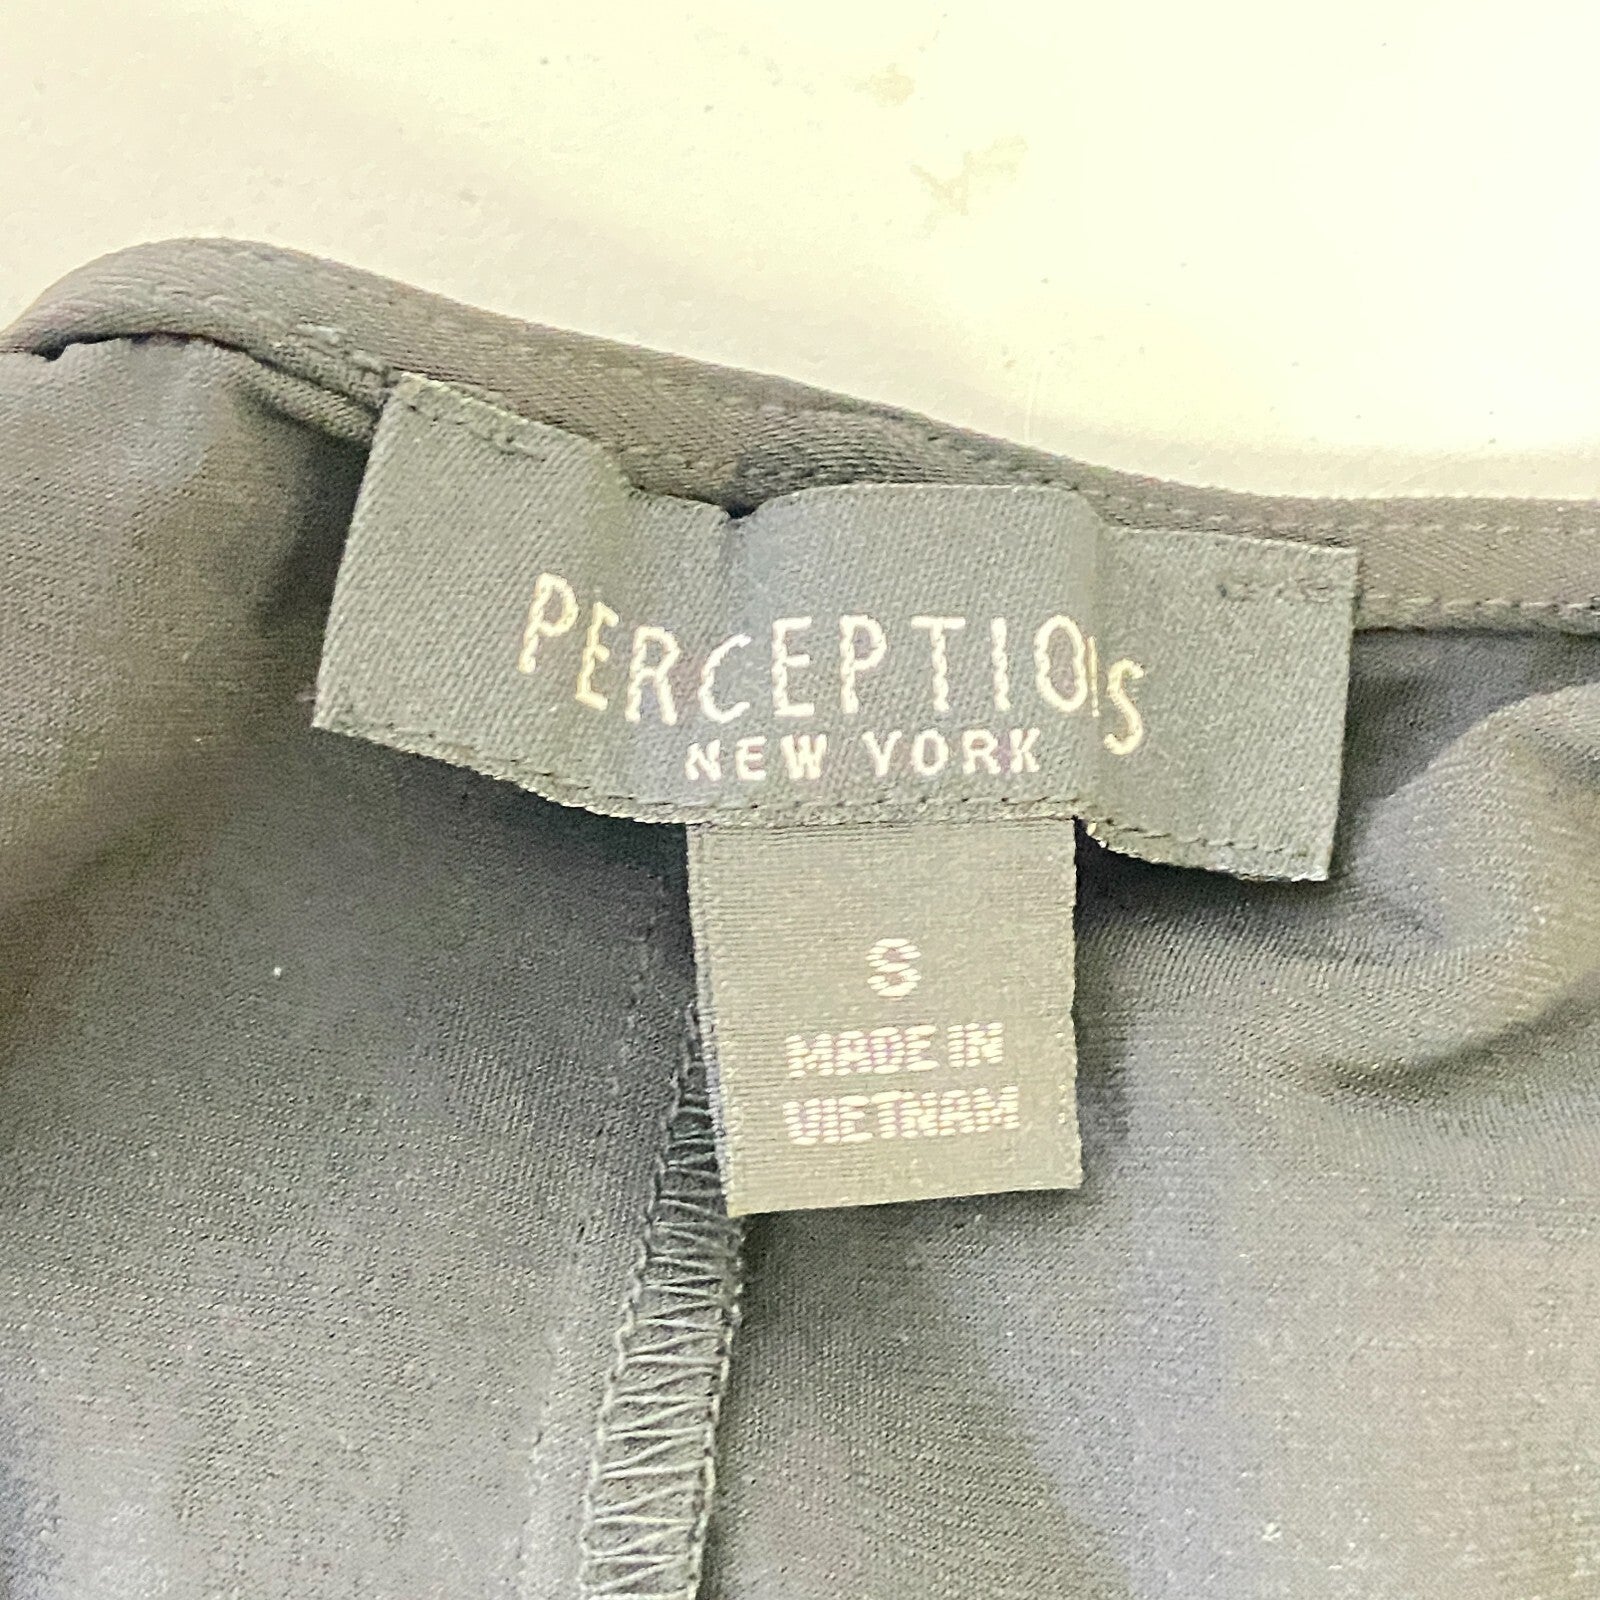 PERCEPTIONS
NEW YORK
S
MADE IN
VIETNAM